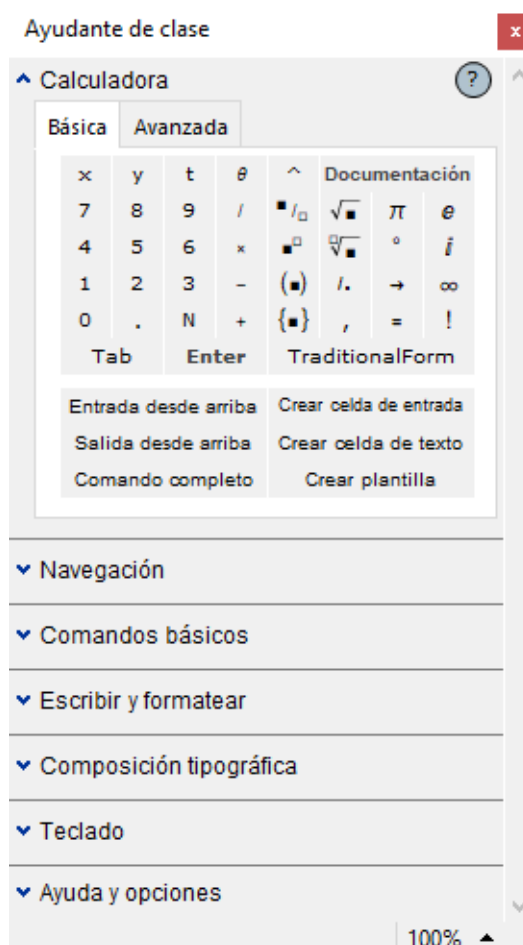 Ayudante de clase x
Calculadora ?
Básica Avanzada
x y t θ ^ Documentación
7 8 9 / ■/□ √■ π e
4 5 6 × ■□ □√■ ° i
1 2 3 − (■) /. → ∞
0 . N + {■} , = !
Tab Enter TraditionalForm
Entrada desde arriba Crear celda de entrada
Salida desde arriba Crear celda de texto
Comando completo Crear plantilla
Navegación
Comandos básicos
Escribir y formatear
Composición tipográfica
Teclado
Ayuda y opciones
100%